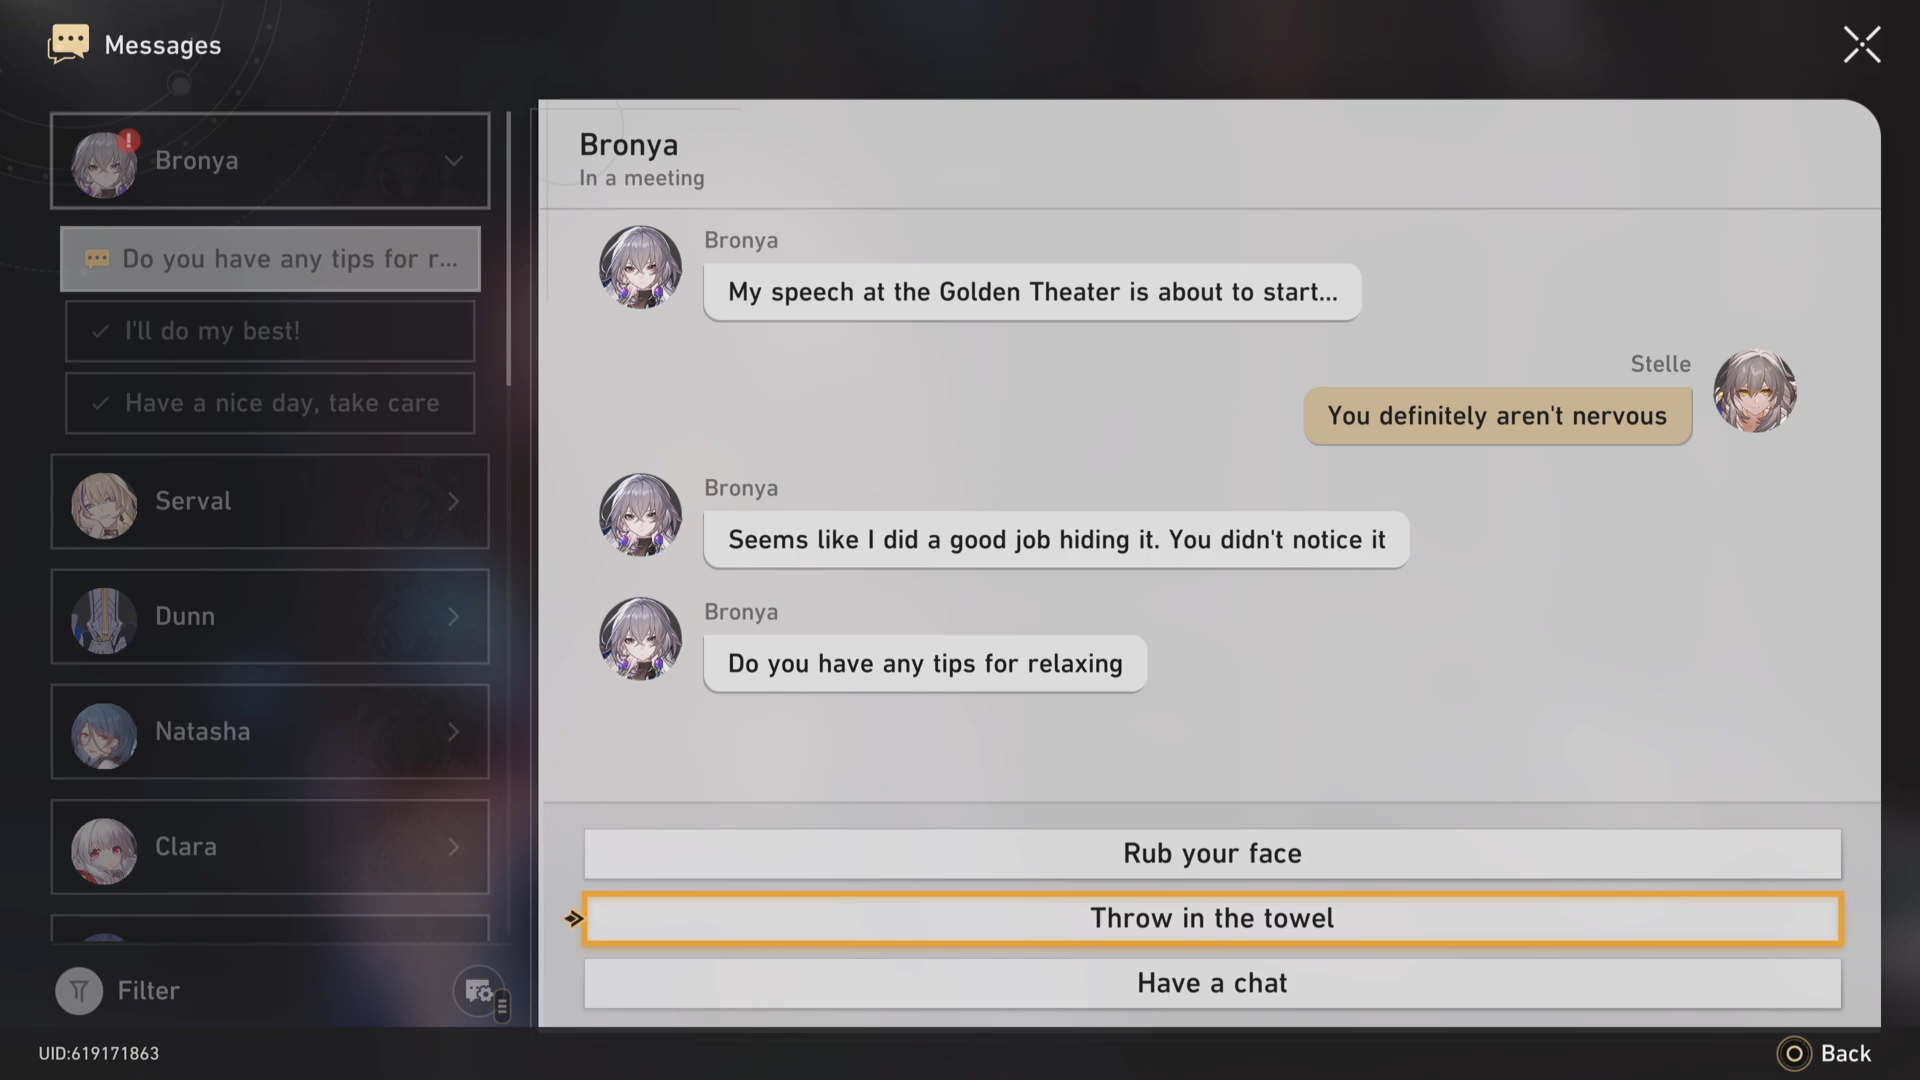 Messages
Bronya
Do you have any tips for r...
I'll do my best!
Have a nice day, take care
Serval
Dunn
Natasha
Clara
Filter
UID:619171863
Bronya
In a meeting
Bronya
My speech at the Golden Theater is about to start...
Stelle
You definitely aren't nervous
Bronya
Seems like I did a good job hiding it. You didn't notice it
Bronya
Do you have any tips for relaxing
Rub your face
Throw in the towel
Have a chat
Back